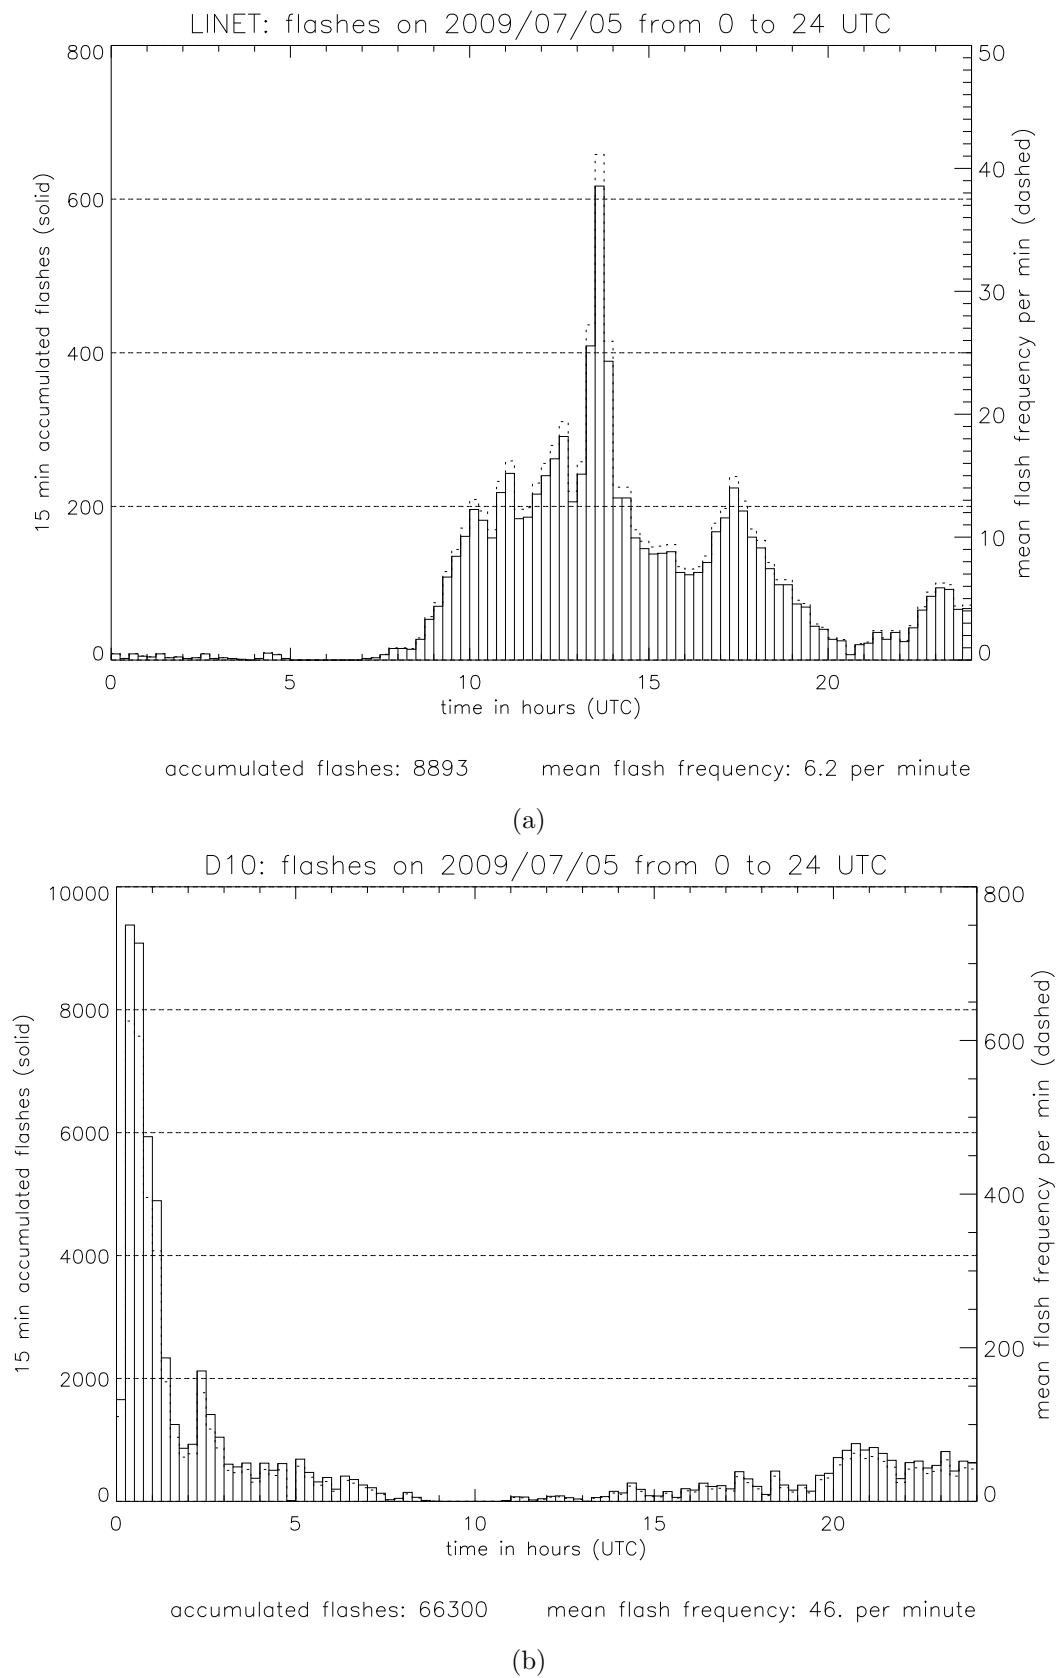 LINET: flashes on 2009/07/05 from 0 to 24 UTC
800
600
400
200
0
15 min accumulated flashes (solid)
50
40
30
20
10
0
mean flash frequency per min (dashed)
0 5 10 15 20
time in hours (UTC)
accumulated flashes: 8893 mean flash frequency: 6.2 per minute
(a)
D10: flashes on 2009/07/05 from 0 to 24 UTC
10000
8000
6000
4000
2000
0
15 min accumulated flashes (solid)
800
600
400
200
0
mean flash frequency per min (dashed)
0 5 10 15 20
time in hours (UTC)
accumulated flashes: 66300 mean flash frequency: 46. per minute
(b)